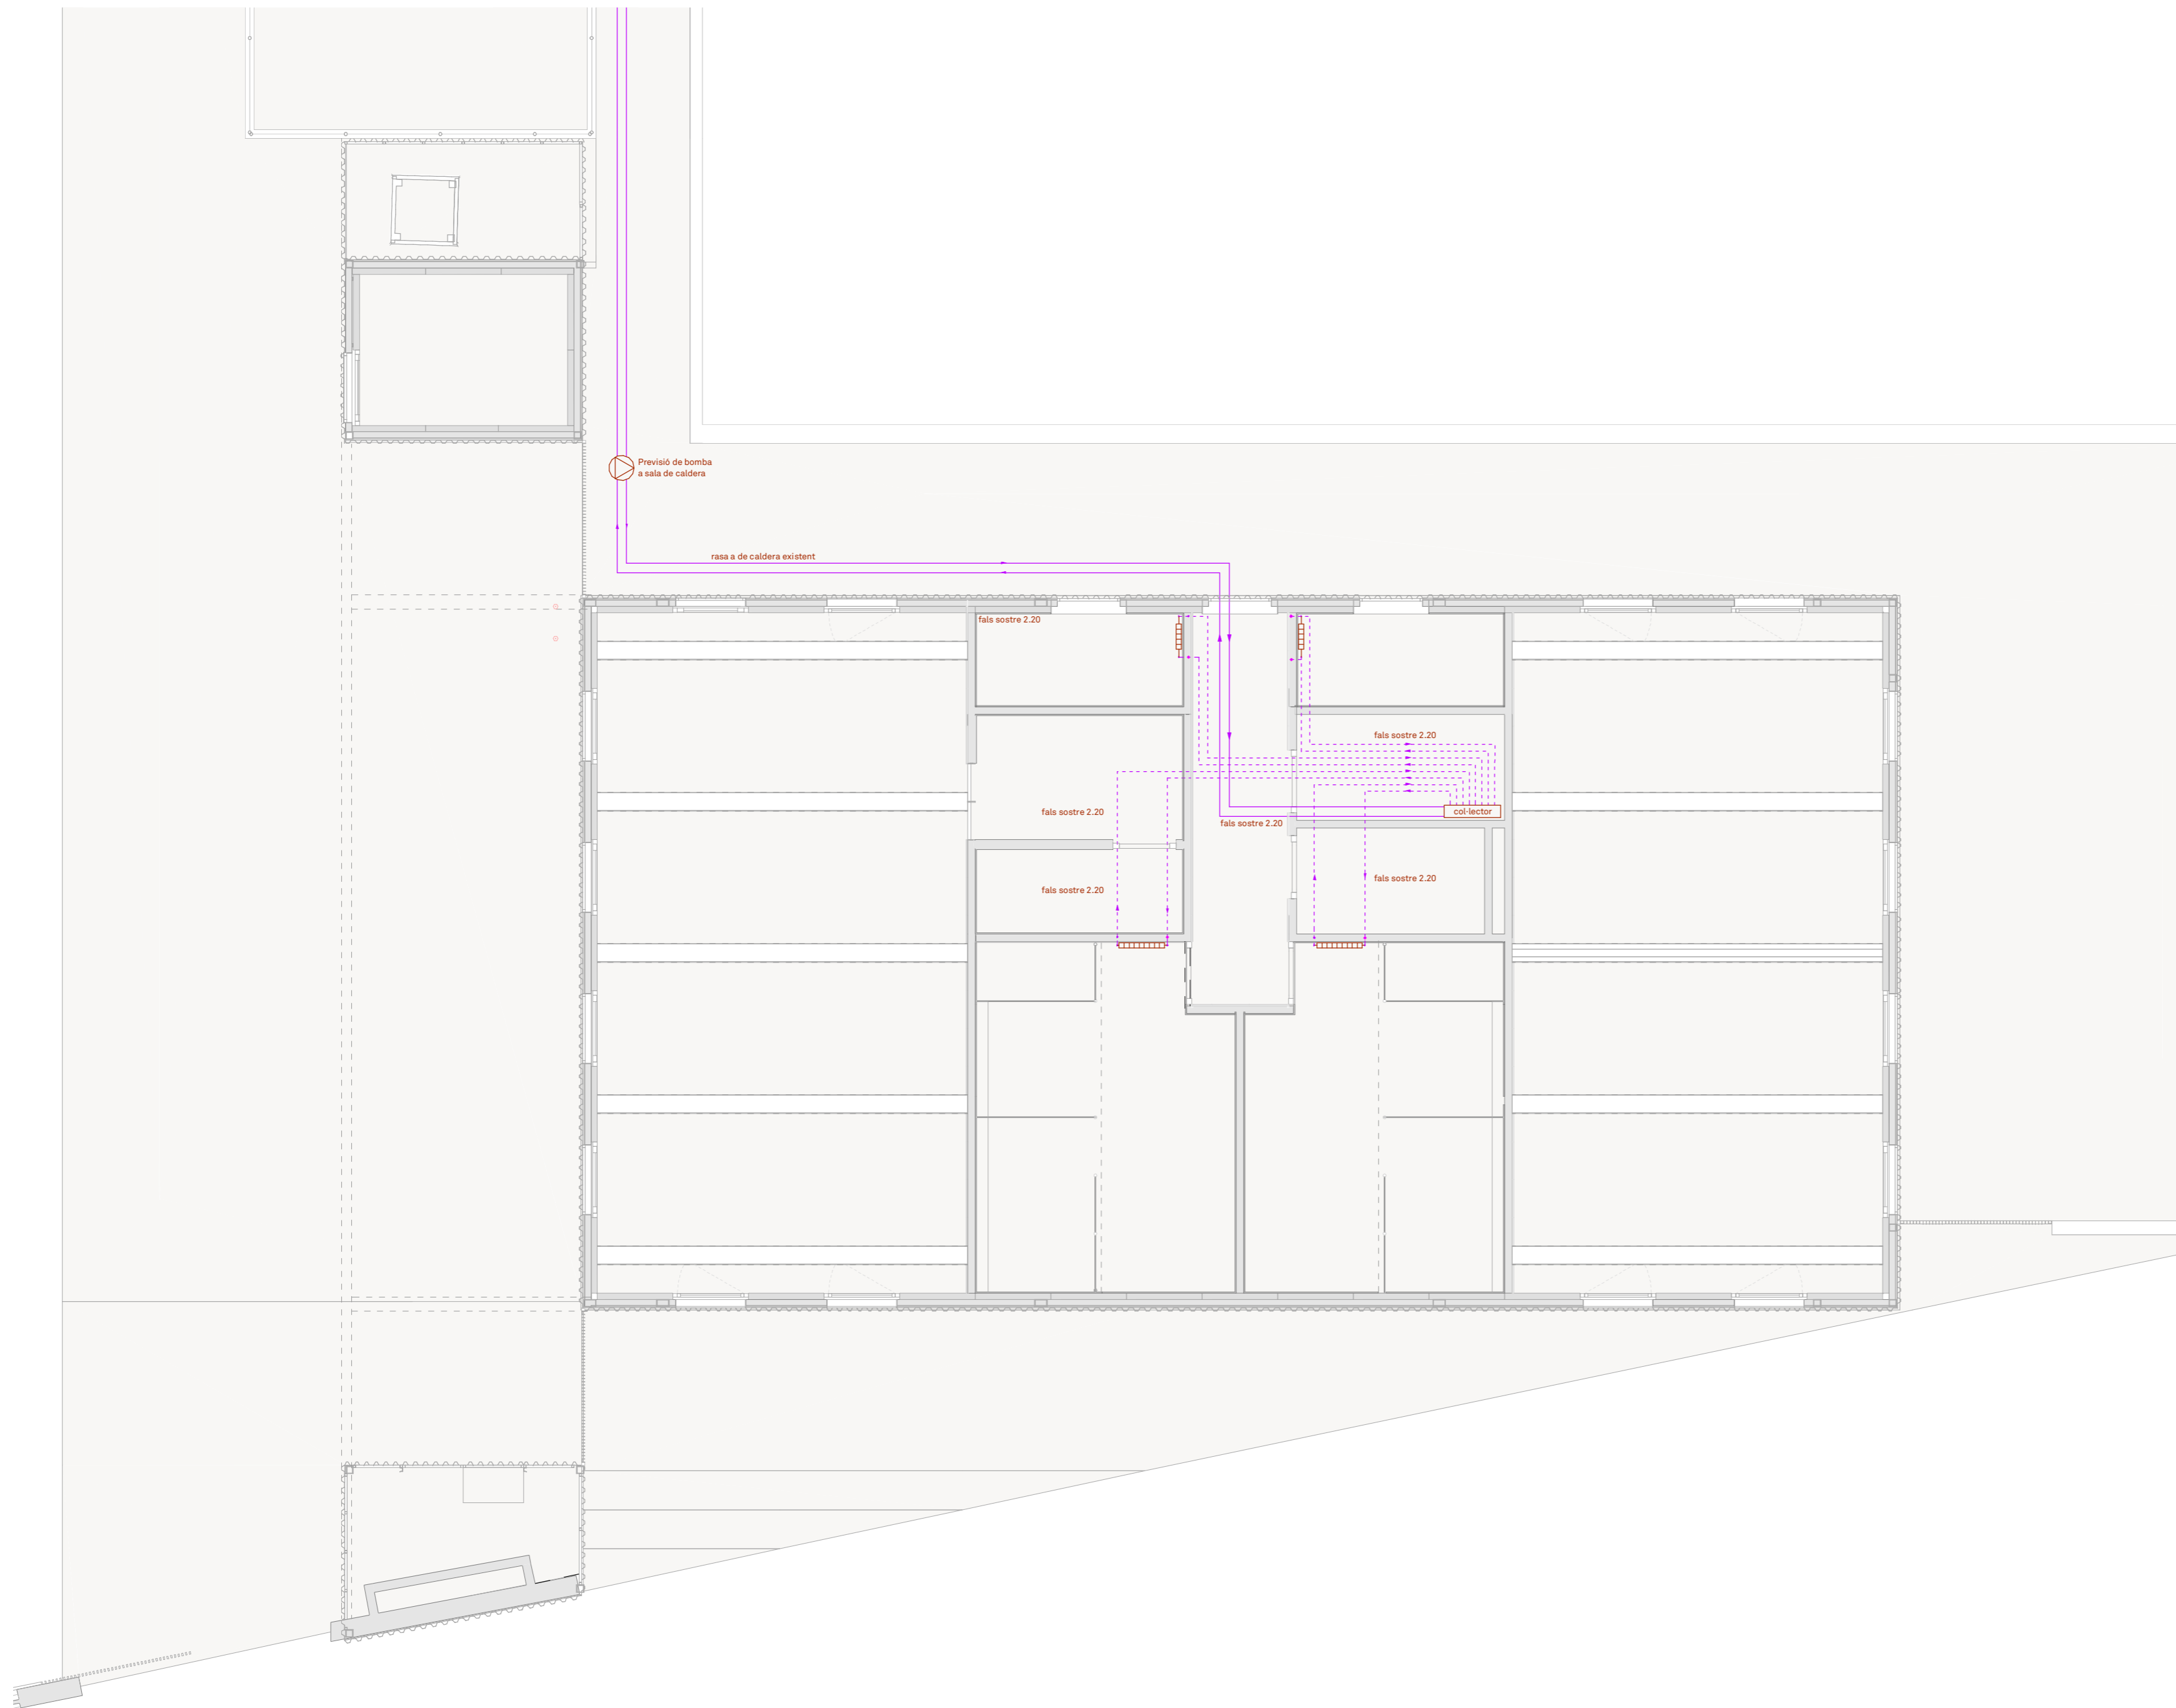 Previsió de bomba
a sala de caldera
rasa a de caldera existent
fals sostre 2.20
fals sostre 2.20
fals sostre 2.20
col·lector
fals sostre 2.20
fals sostre 2.20
fals sostre 2.20